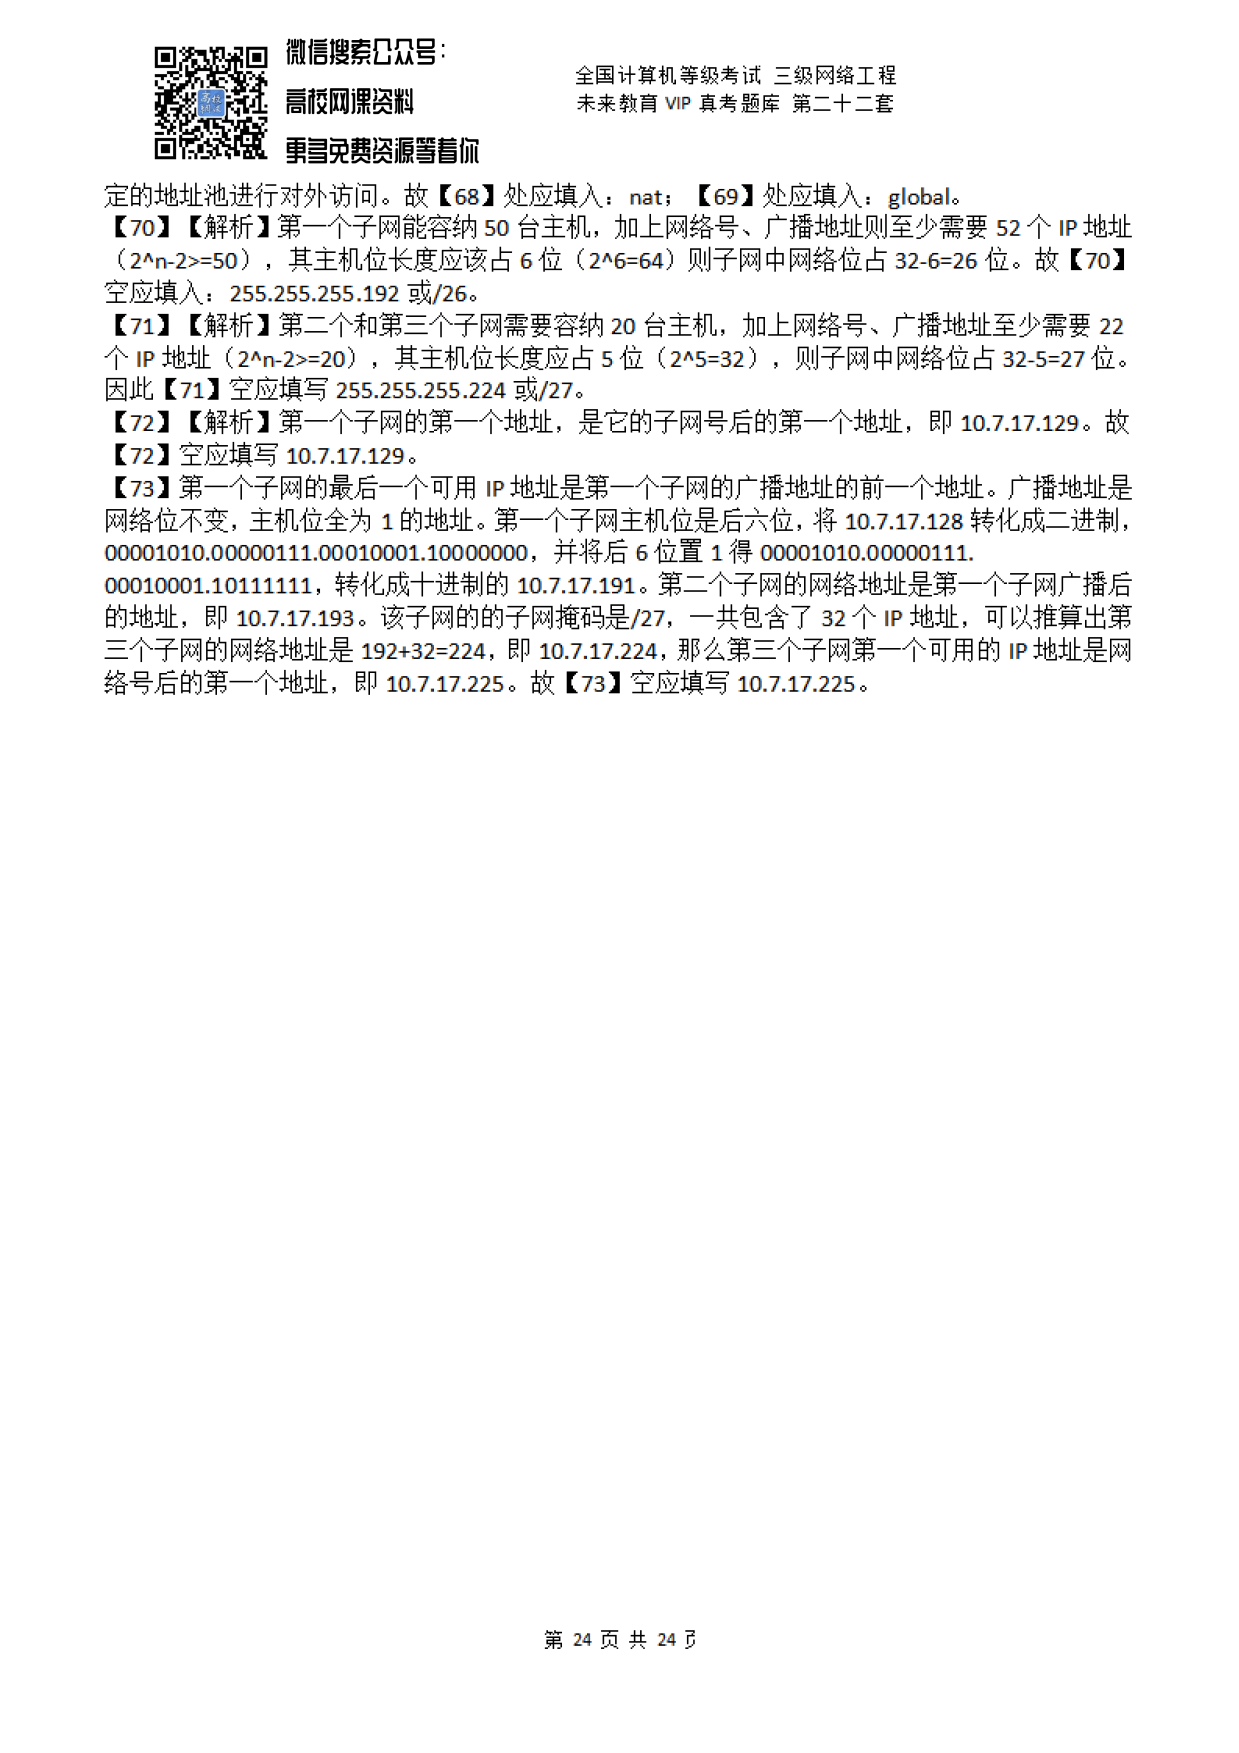 微信搜索公众号：
高校网课资料
更多免费资源等着你
全国计算机等级考试 三级网络工程
未来教育 VIP 真考题库 第二十二套
定的地址池进行对外访问。故【68】处应填入：nat；【69】处应填入：global。
【70】【解析】第一个子网能容纳 50 台主机，加上网络号、广播地址则至少需要 52 个 IP 地址
（2^n-2>=50），其主机位长度应该占 6 位（2^6=64）则子网中网络位占 32-6=26 位。故【70】
空应填入：255.255.255.192 或/26。
【71】【解析】第二个和第三个子网需要容纳 20 台主机，加上网络号、广播地址至少需要 22
个 IP 地址（2^n-2>=20），其主机位长度应占 5 位（2^5=32），则子网中网络位占 32-5=27 位。
因此【71】空应填写 255.255.255.224 或/27。
【72】【解析】第一个子网的第一个地址，是它的子网号后的第一个地址，即 10.7.17.129。故
【72】空应填写 10.7.17.129。
【73】第一个子网的最后一个可用 IP 地址是第一个子网的广播地址的前一个地址。广播地址是
网络位不变，主机位全为 1 的地址。第一个子网主机位是后六位，将 10.7.17.128 转化成二进制，
00001010.00000111.00010001.10000000，并将后 6 位置 1 得 00001010.00000111.
00010001.10111111，转化成十进制的 10.7.17.191。第二个子网的网络地址是第一个子网广播后
的地址，即 10.7.17.193。该子网的的子网掩码是/27，一共包含了 32 个 IP 地址，可以推算出第
三个子网的网络地址是 192+32=224，即 10.7.17.224，那么第三个子网第一个可用的 IP 地址是网
络号后的第一个地址，即 10.7.17.225。故【73】空应填写 10.7.17.225。
第 24 页 共 24 页